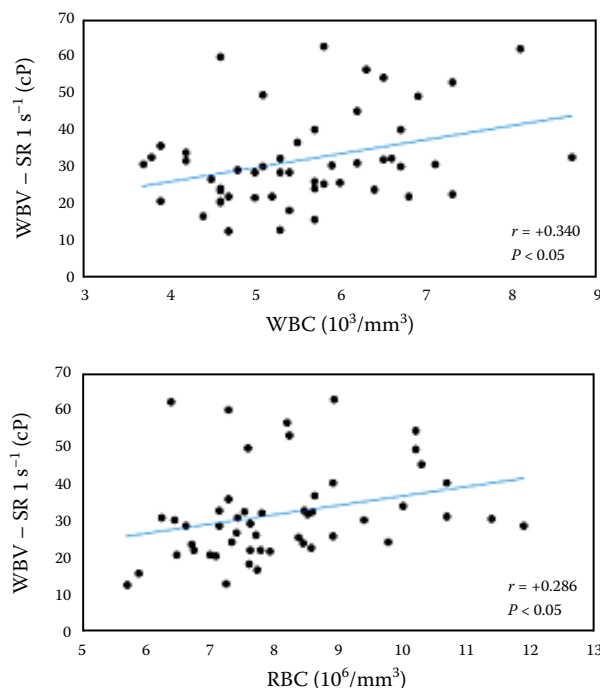 70
60
50
40
30
20
10
0
WBV – SR 1 s⁻¹ (cP)
r = +0.340
P < 0.05
3 4 5 6 7 8 9
WBC (10³/mm³)
70
60
50
40
30
20
10
0
WBV – SR 1 s⁻¹ (cP)
r = +0.286
P < 0.05
5 6 7 8 9 10 11 12 13
RBC (10⁶/mm³)